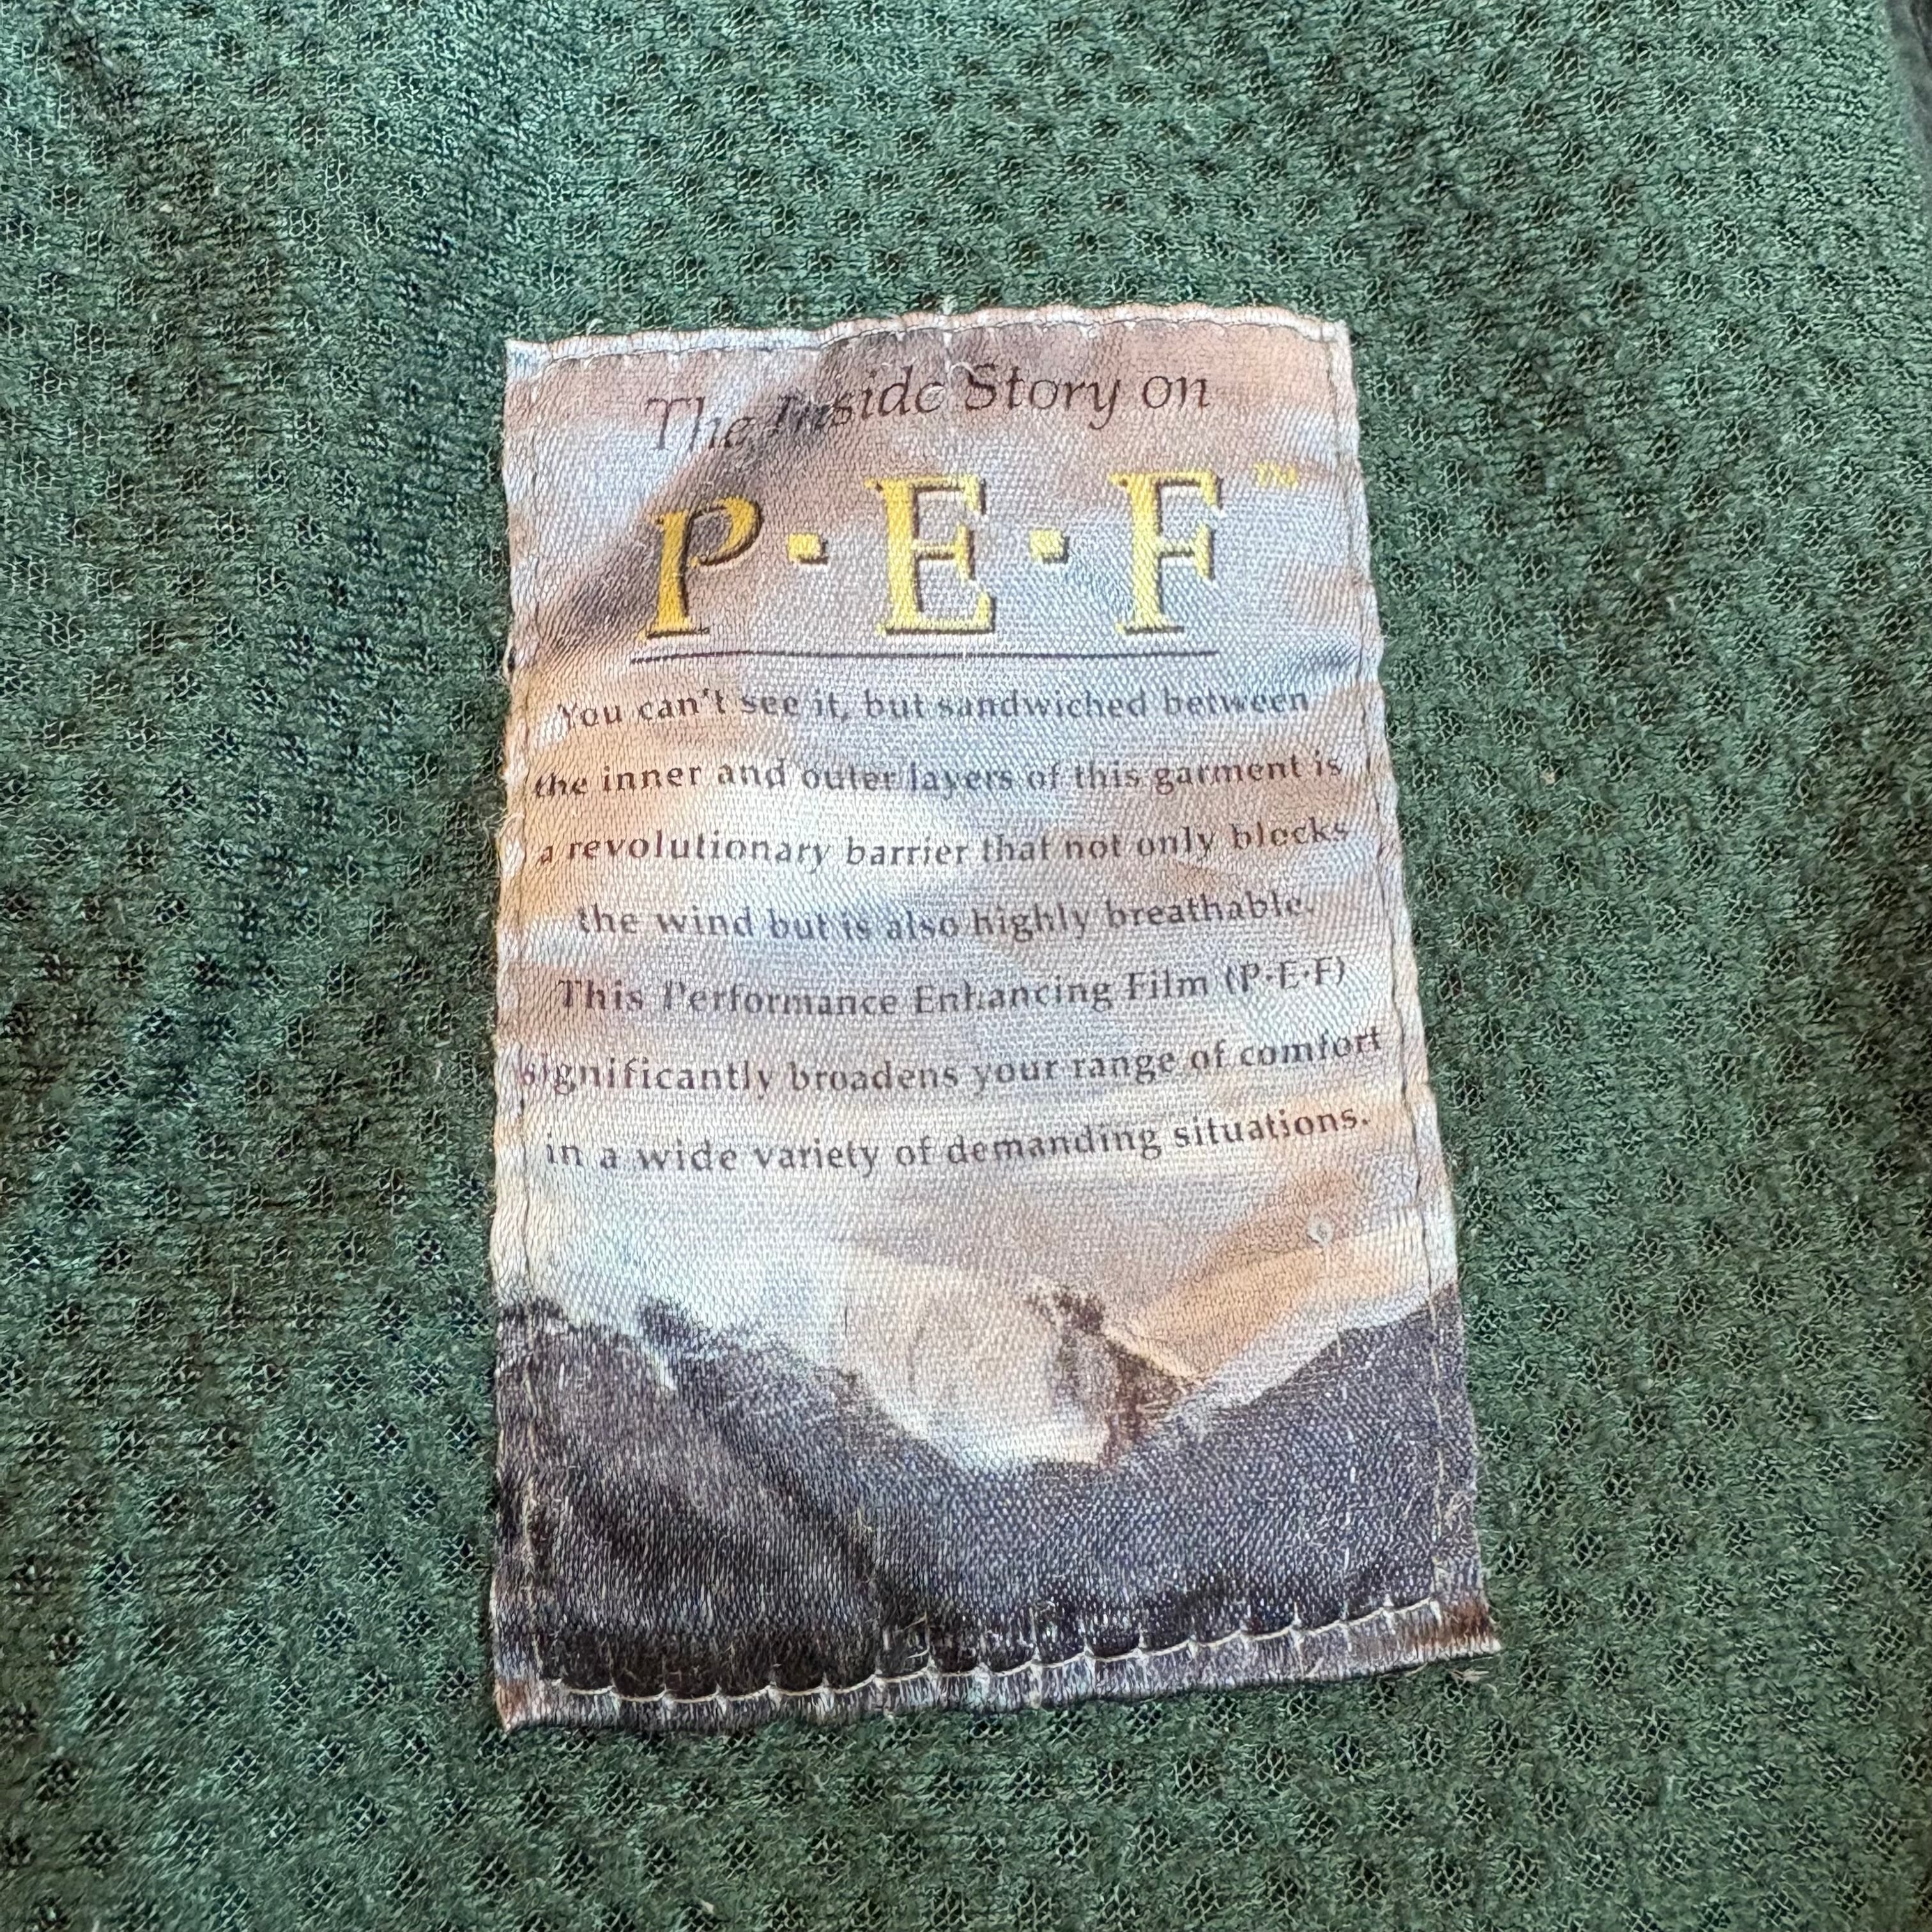 The Inside Story on
P·E·F™
You can't see it, but sandwiched between
the inner and outer layers of this garment is
a revolutionary barrier that not only blocks
the wind but is also highly breathable.
This Performance Enhancing Film (P·E·F)
significantly broadens your range of comfort
in a wide variety of demanding situations.